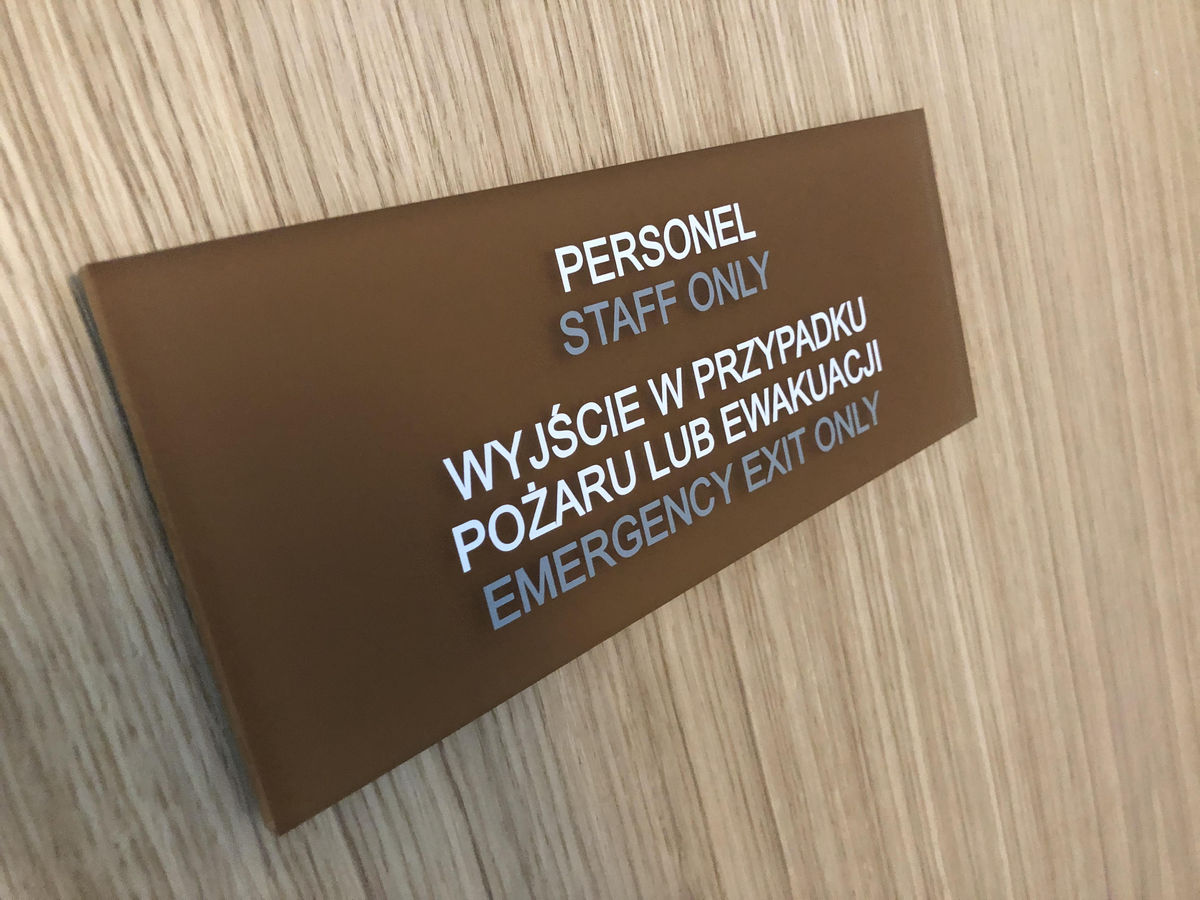 PERSONEL
STAFF ONLY
WYJŚCIE W PRZYPADKU
POŻARU LUB EWAKUACJI
EMERGENCY EXIT ONLY